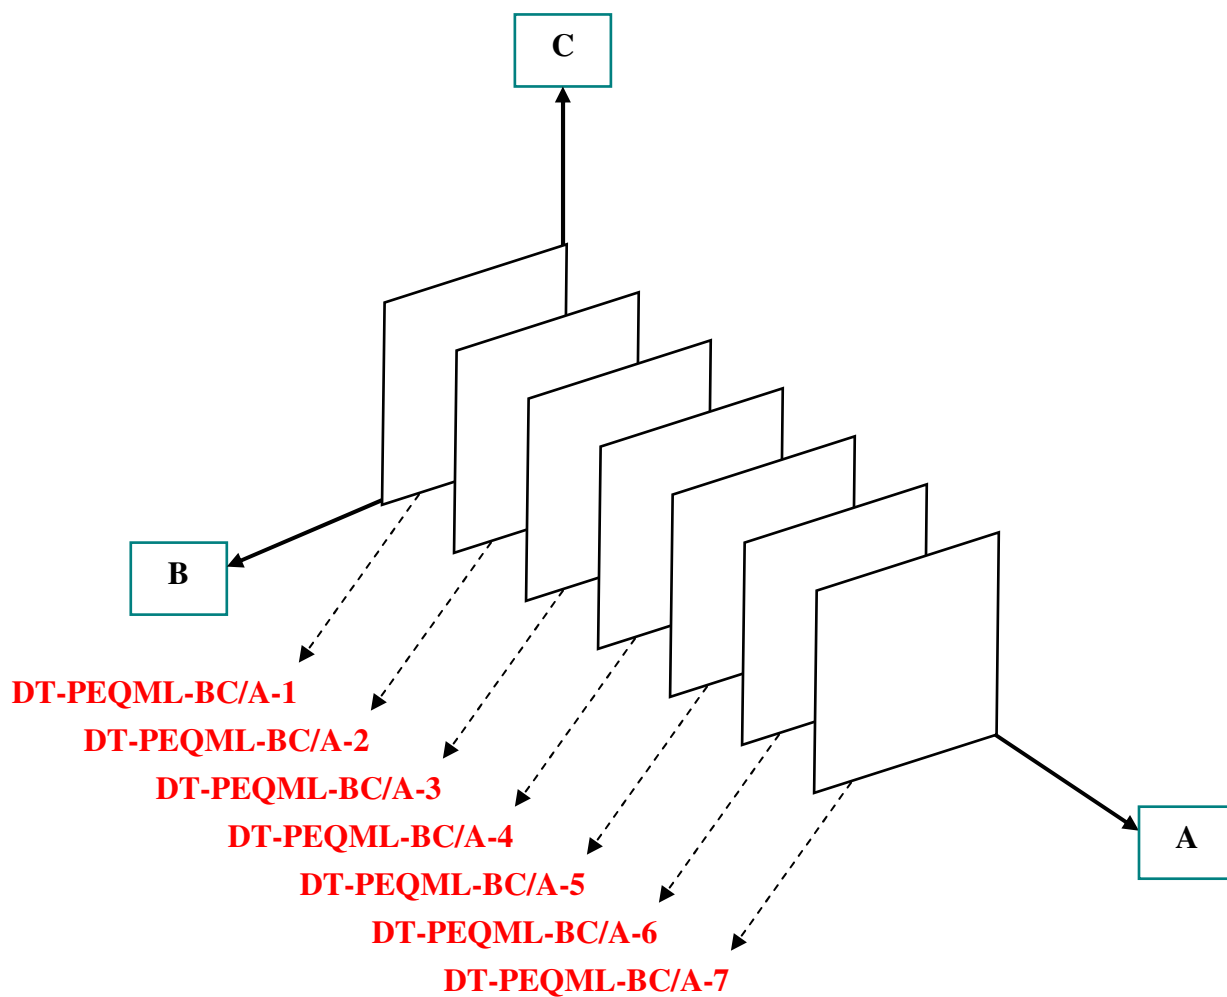 C
B
DT-PEQML-BC/A-1
DT-PEQML-BC/A-2
DT-PEQML-BC/A-3
DT-PEQML-BC/A-4
A
DT-PEQML-BC/A-5
DT-PEQML-BC/A-6
DT-PEQML-BC/A-7